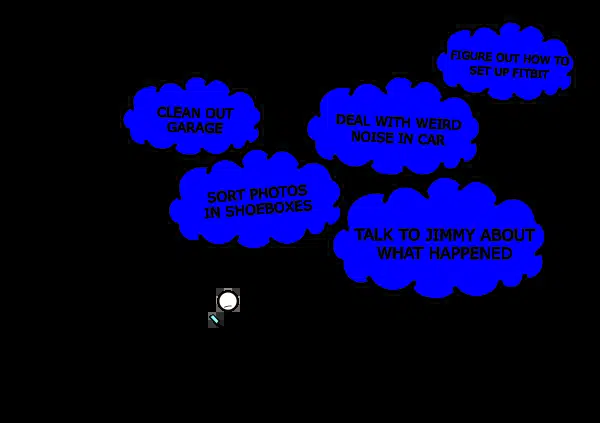 FIGURE OUT HOW TO
SET UP FITBIT
CLEAN OUT
GARAGE
DEAL WITH WEIRD
NOISE IN CAR
SORT PHOTOS
IN SHOEBOXES
TALK TO JIMMY ABOUT
WHAT HAPPENED